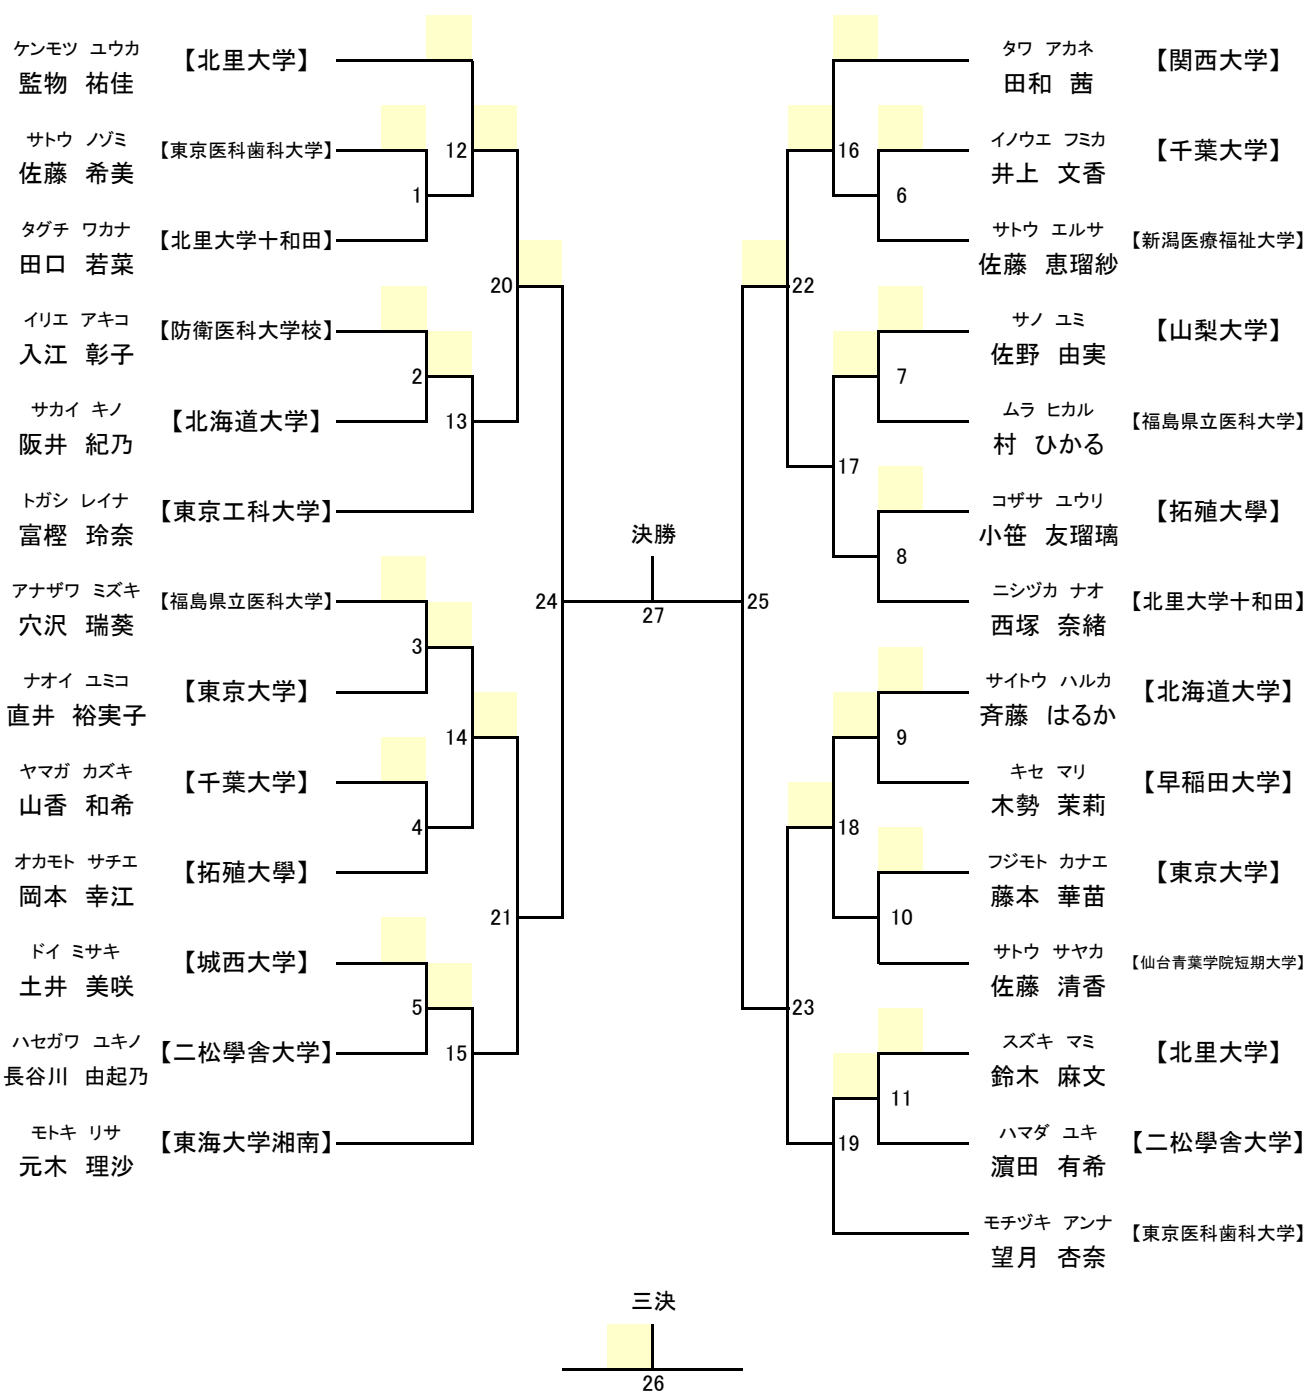 ケンモツ ユウカ
監物 祐佳
【北里大学】
サトウ ノゾミ
佐藤 希美
【東京医科歯科大学】
タグチ ワカナ
田口 若菜
【北里大学十和田】
イリエ アキコ
入江 彰子
【防衛医科大学校】
サカイ キノ
阪井 紀乃
【北海道大学】
トガシ レイナ
富樫 玲奈
【東京工科大学】
アナザワ ミズキ
穴沢 瑞葵
【福島県立医科大学】
ナオイ ユミコ
直井 裕実子
【東京大学】
ヤマガ カズキ
山香 和希
【千葉大学】
オカモト サチエ
岡本 幸江
【拓殖大學】
ドイ ミサキ
土井 美咲
【城西大学】
ハセガワ ユキノ
長谷川 由起乃
【二松學舎大学】
モトキ リサ
元木 理沙
【東海大学湘南】
12
1
20
2
13
3
24
14
4
21
5
15
決勝
27
25
16
6
22
7
17
8
9
18
10
23
11
19
タワ アカネ
田和 茜
【関西大学】
イノウエ フミカ
井上 文香
【千葉大学】
サトウ エルサ
佐藤 恵瑠紗
【新潟医療福祉大学】
サノ ユミ
佐野 由実
【山梨大学】
ムラ ヒカル
村 ひかる
【福島県立医科大学】
コザサ ユウリ
小笹 友瑠璃
【拓殖大學】
ニシヅカ ナオ
西塚 奈緒
【北里大学十和田】
サイトウ ハルカ
斉藤 はるか
【北海道大学】
キセ マリ
木勢 茉莉
【早稲田大学】
フジモト カナエ
藤本 華苗
【東京大学】
サトウ サヤカ
佐藤 清香
【仙台青葉学院短期大学】
スズキ マミ
鈴木 麻文
【北里大学】
ハマダ ユキ
濵田 有希
【二松學舎大学】
モチヅキ アンナ
望月 杏奈
【東京医科歯科大学】
三決
26